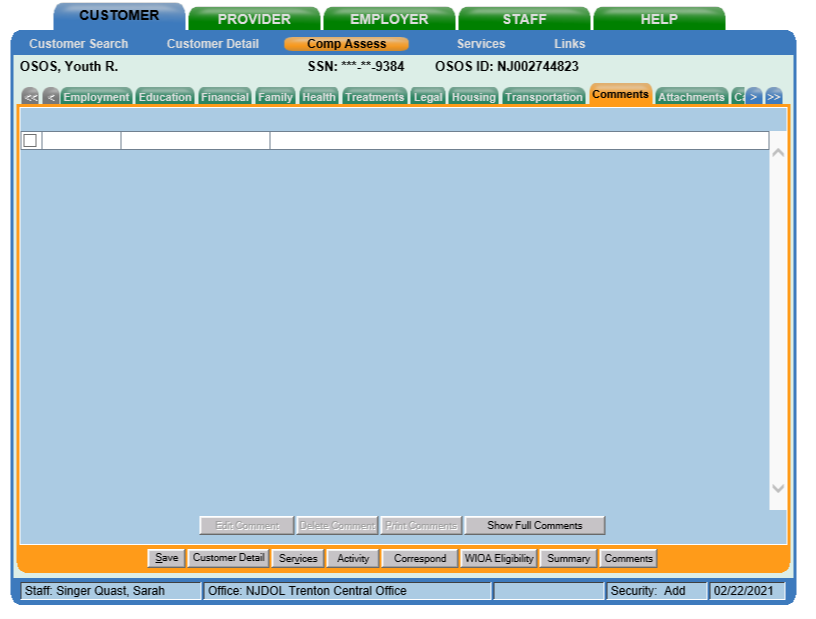 CUSTOMER PROVIDER EMPLOYER STAFF HELP
Customer Search Customer Detail Comp Assess Services Links
OSOS, Youth R. SSN: ***-**-9384 OSOS ID: NJ002744823
<< < Employment Education Financial Family Health Treatments Legal Housing Transportation Comments Attachments > >>
Edit Comment Delete Comment Print Comments Show Full Comments
Save Customer Detail Services Activity Correspond WIOA Eligibility Summary Comments
Staff: Singer Quast, Sarah Office: NJDOL Trenton Central Office Security: Add 02/22/2021